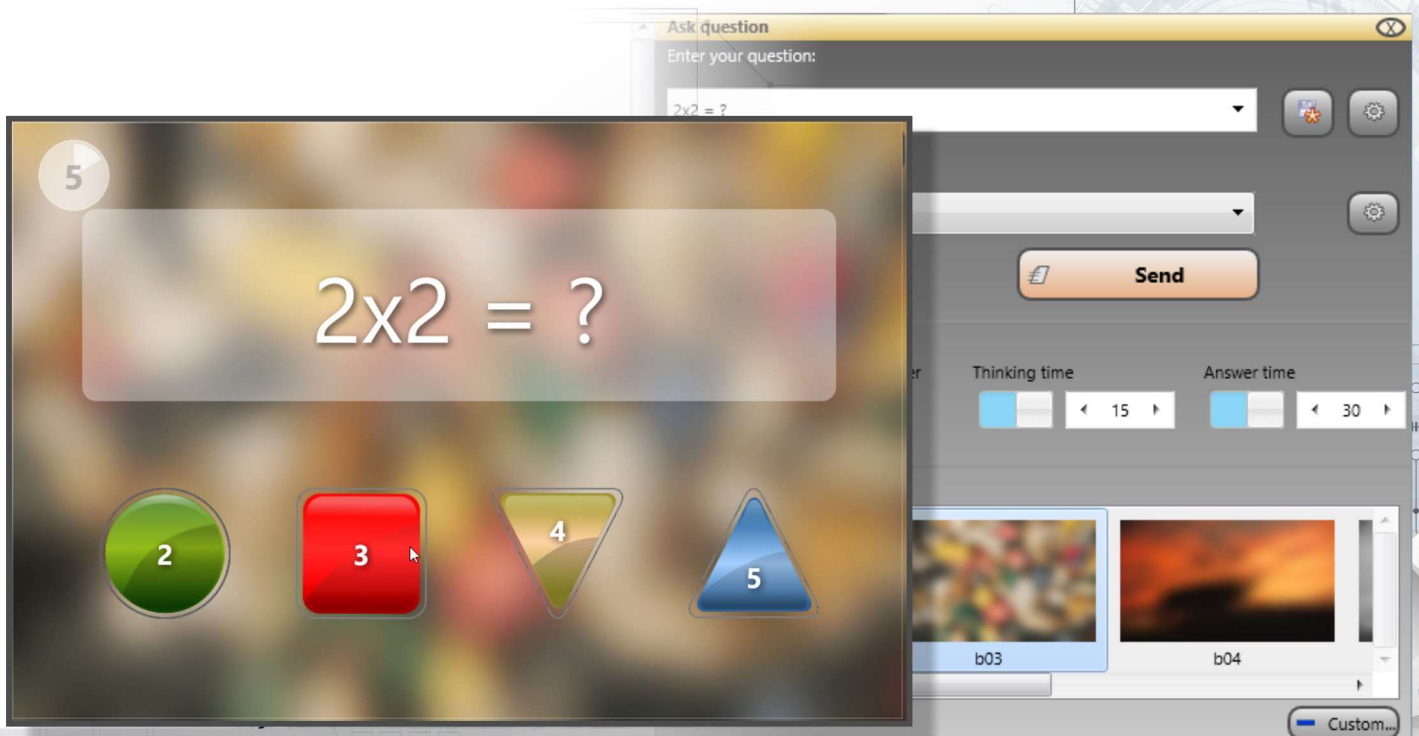 Ask question
Enter your question:
2x2 = ?
5
2x2 = ?
Send
Thinking time
Answer time
15
30
2
3
4
5
b03
b04
Custom...